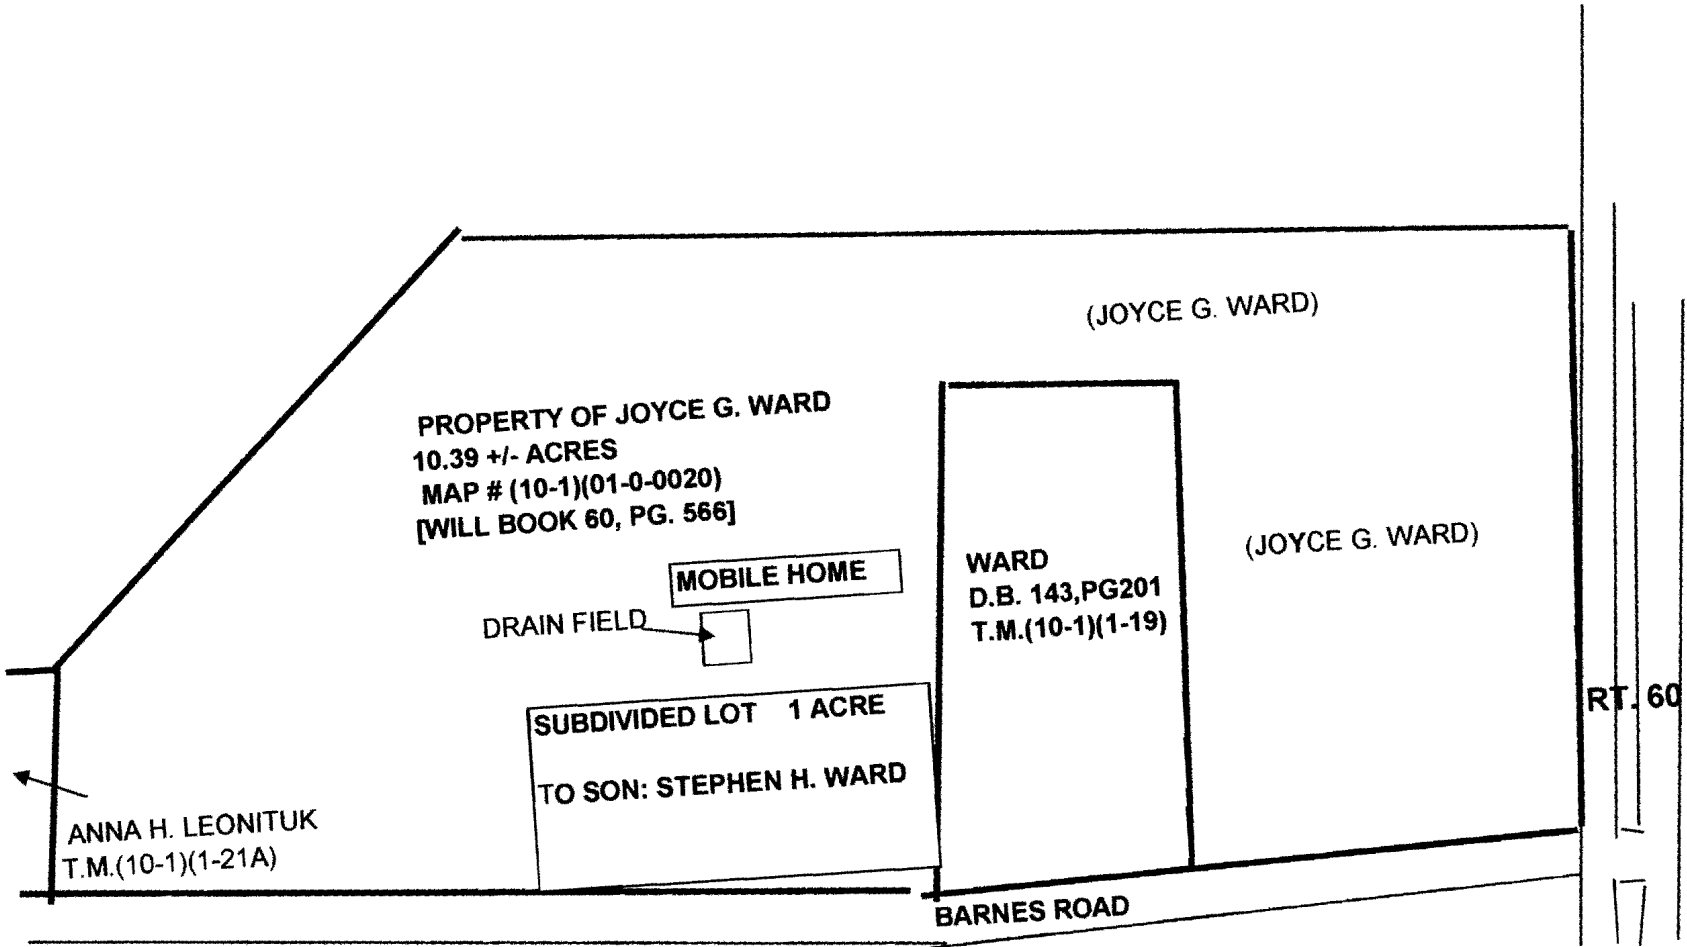 (JOYCE G. WARD)
PROPERTY OF JOYCE G. WARD
10.39 +/- ACRES
MAP # (10-1)(01-0-0020)
[WILL BOOK 60, PG. 566]
(JOYCE G. WARD)
WARD
D.B. 143,PG201
T.M.(10-1)(1-19)
MOBILE HOME
DRAIN FIELD
SUBDIVIDED LOT 1 ACRE
TO SON: STEPHEN H. WARD
RT. 60
ANNA H. LEONITUK
T.M.(10-1)(1-21A)
BARNES ROAD